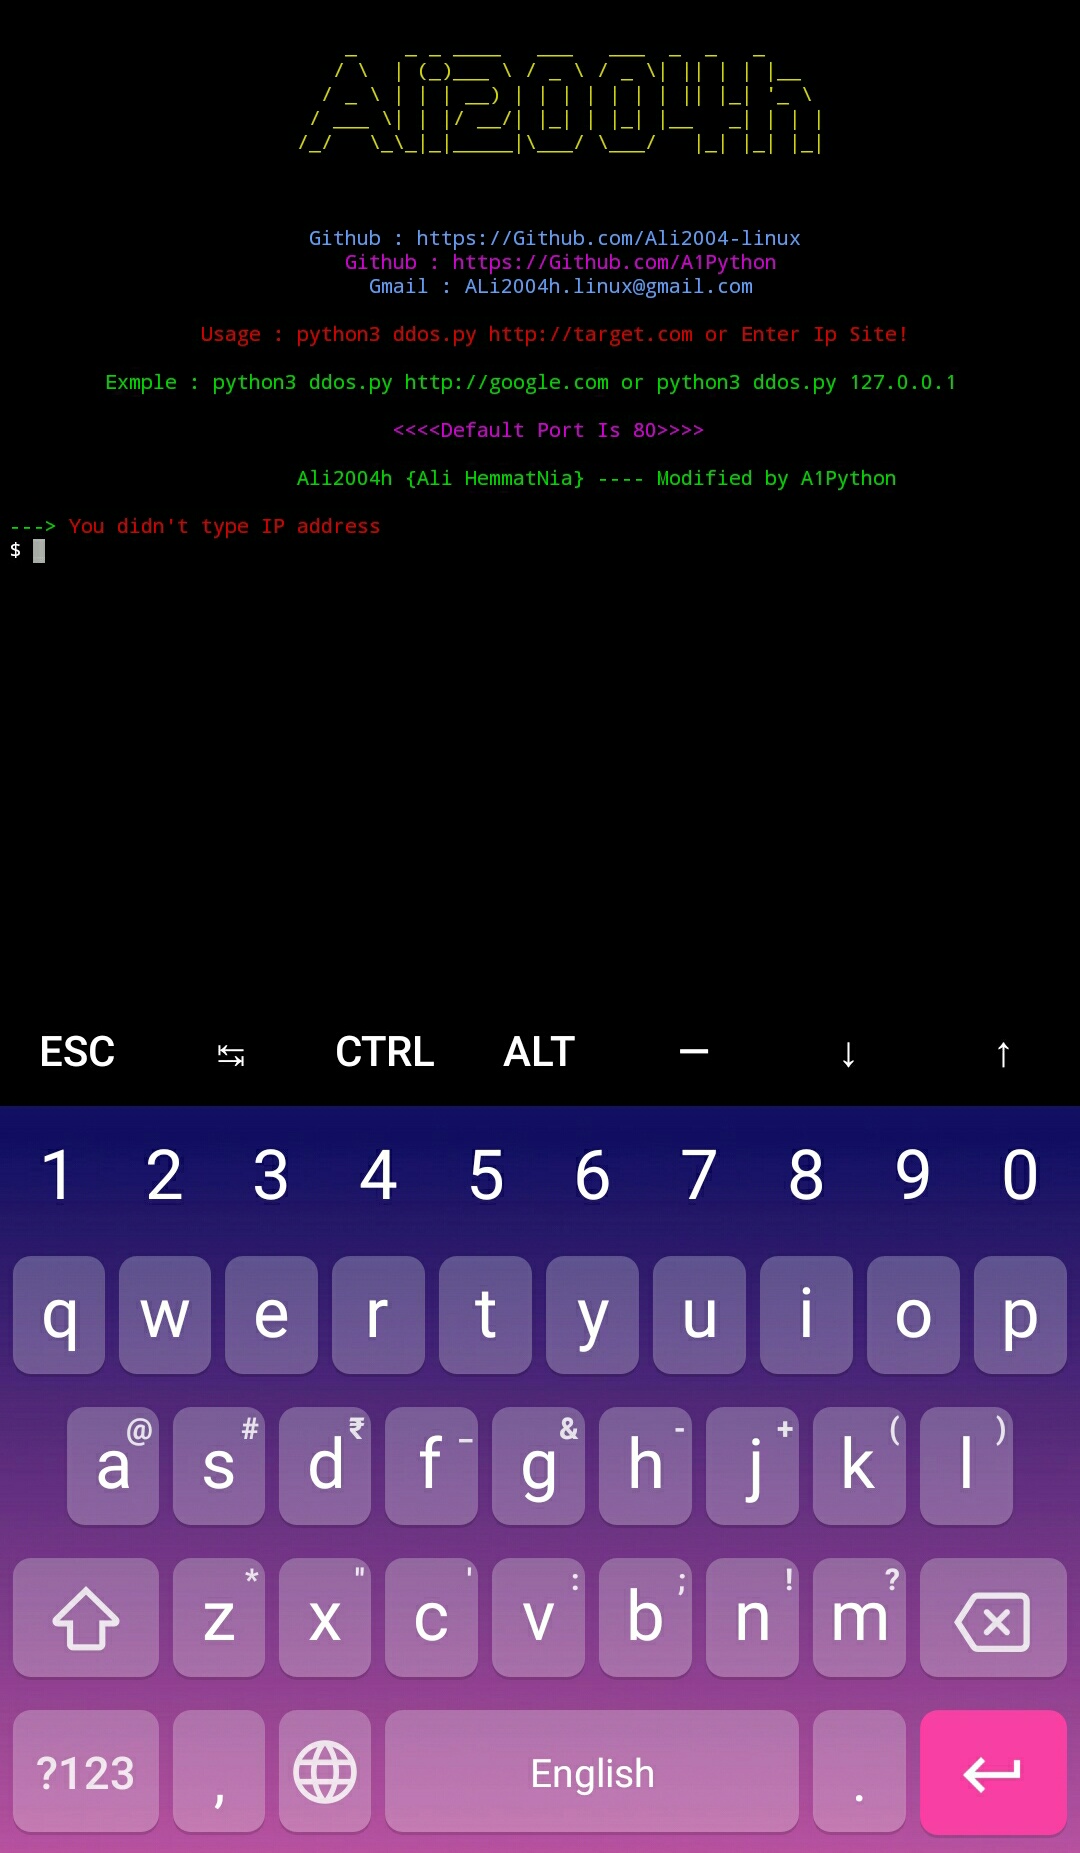 Ali2004h
Github : https://Github.com/Ali2004-linux
Github : https://Github.com/A1Python
Gmail : ALi2004h.linux@gmail.com
Usage : python3 ddos.py http://target.com or Enter Ip Site!
Exmple : python3 ddos.py http://google.com or python3 ddos.py 127.0.0.1
<<<<Default Port Is 80>>>>
Ali2004h {Ali HemmatNia} ---- Modified by A1Python
---> You didn't type IP address
$
ESC ↹ CTRL ALT — ↓ ↑
1 2 3 4 5 6 7 8 9 0
q w e r t y u i o p
@ # ₹ _ & - + ( )
a s d f g h j k l
* " ' : ; ! ?
z x c v b n m
?123 , English .